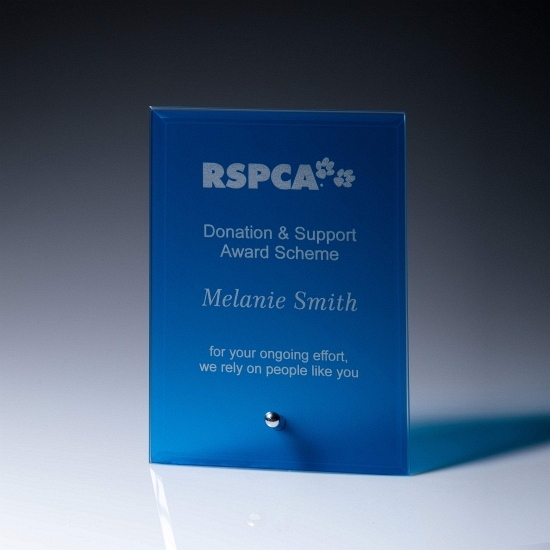 RSPCA
Donation & Support
Award Scheme
Melanie Smith
for your ongoing effort,
we rely on people like you